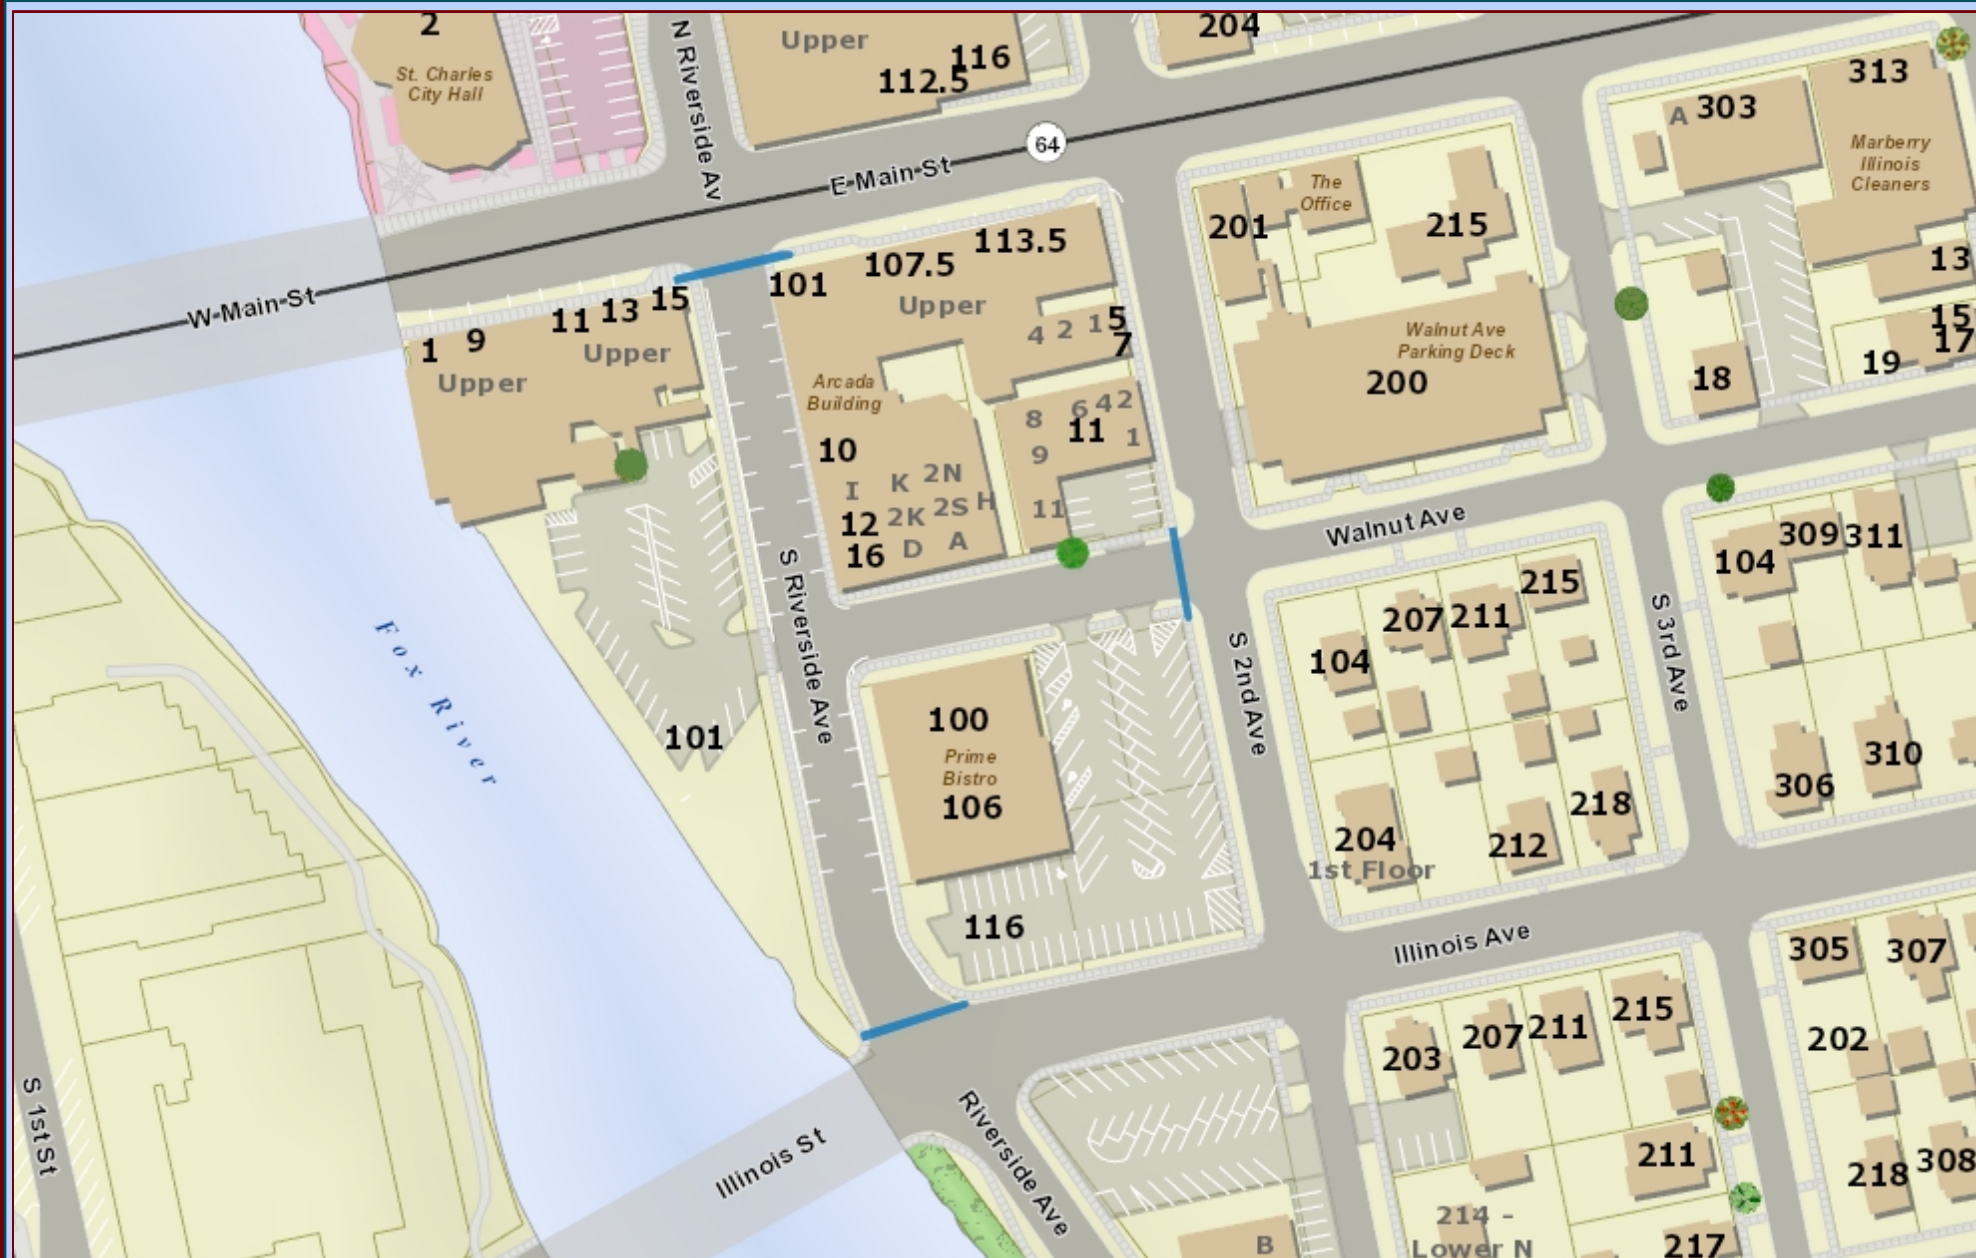 2
St. Charles
City Hall
N Riverside Av
Upper
116
112.5
204
64
E Main St
W Main St
A
303
313
Marberry
Illinois
Cleaners
The
Office
201
215
113.5
107.5
101
Upper
15
13
11
9
1
Upper
Upper
4
2
1
5
7
Walnut Ave
Parking Deck
200
13
15
17
19
18
Arcada
Building
8
6
4
2
11
1
9
11
10
I
K
2N
2K
2S
H
12
16
D
A
S Riverside Ave
Walnut Ave
104
309
311
Fox River
101
100
Prime
Bistro
106
116
S 2nd Ave
104
207
211
215
S 3rd Ave
204
1st Floor
212
218
306
310
Illinois Ave
305
307
202
203
207
211
215
S 1st St
Illinois St
Riverside Ave
211
218
308
214 -
Lower N
217
B